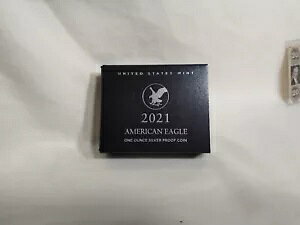 UNITED STATES MINT
2021
AMERICAN EAGLE
ONE OUNCE SILVER PROOF COIN